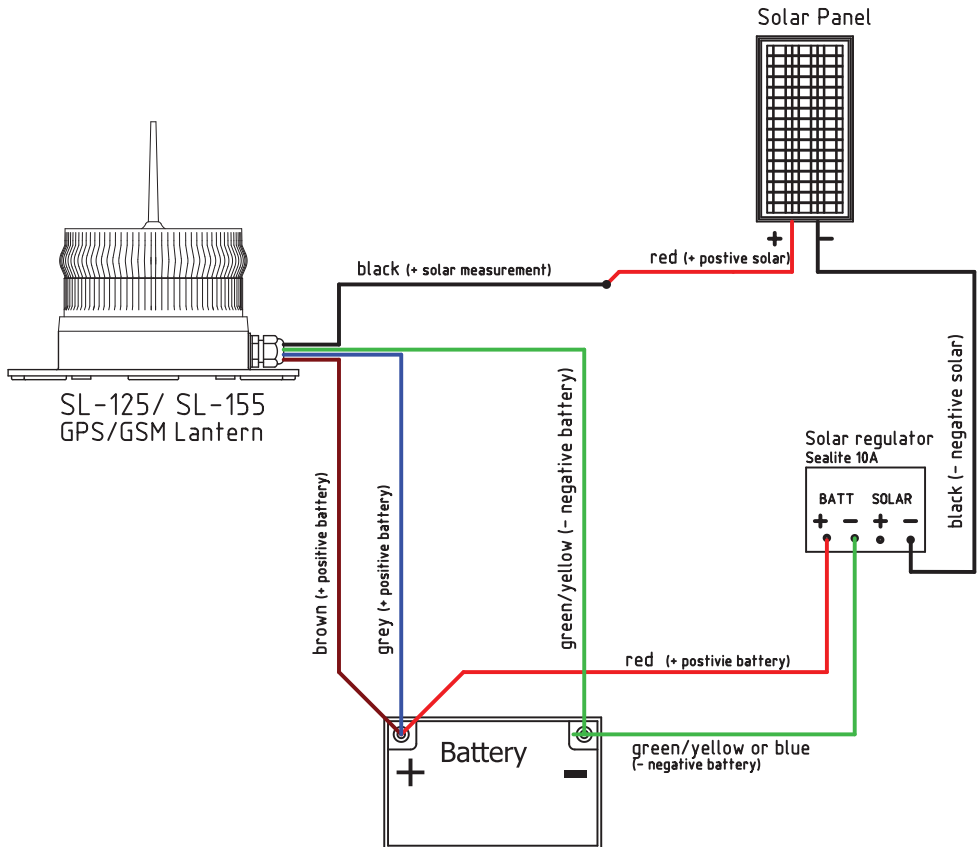 Solar Panel
+ −
red (+ postive solar)
black (+ solar measurement)
SL-125/ SL-155
GPS/GSM Lantern
black (- negative solar)
Solar regulator
Sealite 10A
BATT SOLAR
+ − + −
brown (+ positive battery)
grey (+ positive battery)
green/yellow (- negative battery)
red (+ postivie battery)
Battery
+ −
green/yellow or blue
(- negative battery)